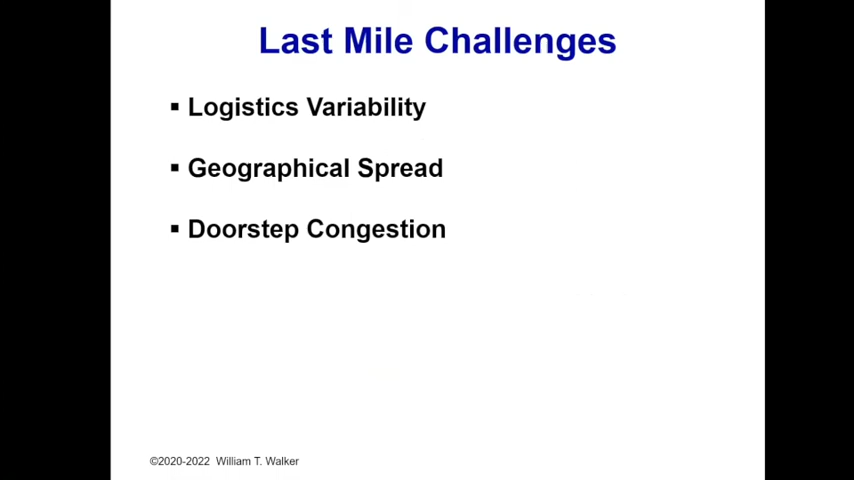 Last Mile Challenges
▪ Logistics Variability
▪ Geographical Spread
▪ Doorstep Congestion
©2020-2022 William T. Walker